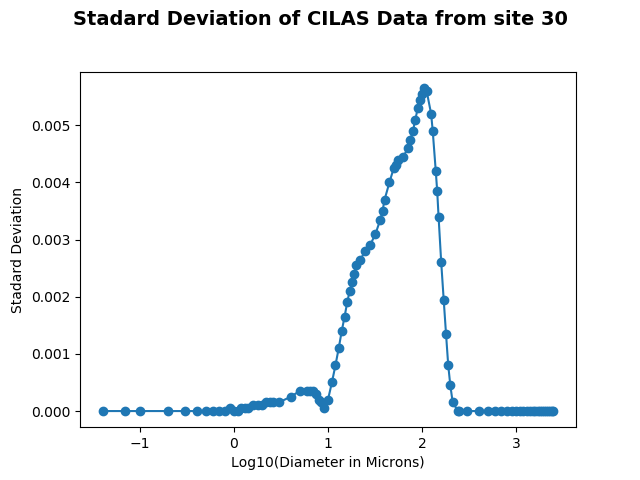 Stadard Deviation of CILAS Data from site 30
0.005
0.004
0.003
0.002
0.001
0.000
Stadard Deviation
−1 0 1 2 3
Log10(Diameter in Microns)